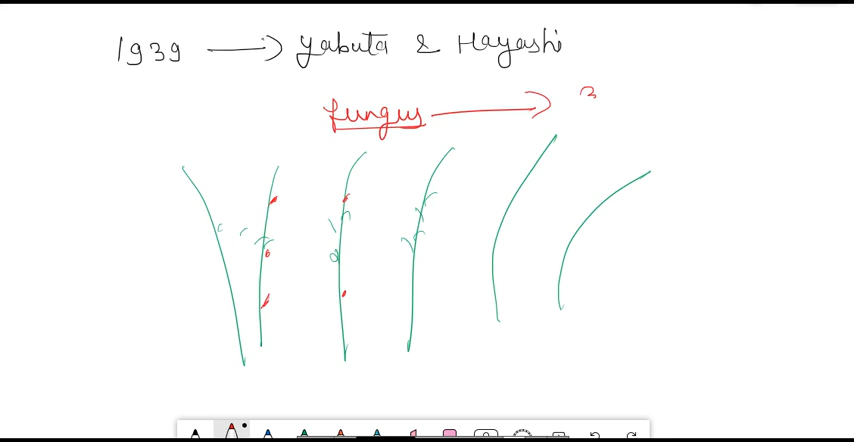 1939 → Yabuta & Hayashi
fungus →